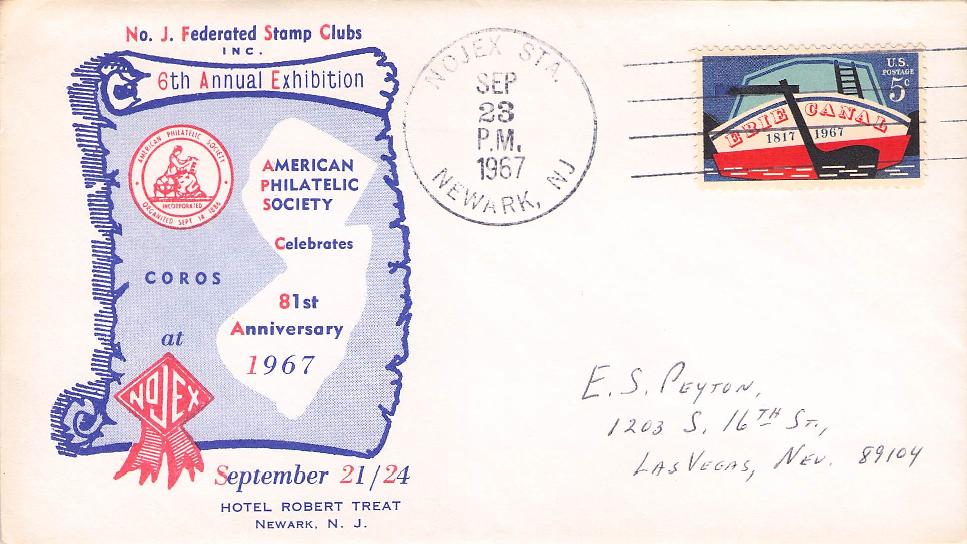 No. J. Federated Stamp Clubs
INC.
6th Annual Exhibition
AMERICAN PHILATELIC SOCIETY
INCORPORATED
ORGANIZED SEPT. 14 1886
AMERICAN
PHILATELIC
SOCIETY
Celebrates
COROS
81st
Anniversary
at
1967
NOJEX
September 21/24
HOTEL ROBERT TREAT
NEWARK, N. J.
NOJEX STA.
SEP
23
P.M.
1967
NEWARK, NJ
U.S.
POSTAGE
5c
ERIE CANAL
1817 1967
E. S. PEYTON,
1203 S. 16TH ST.,
LAS VEGAS, NEV. 89104